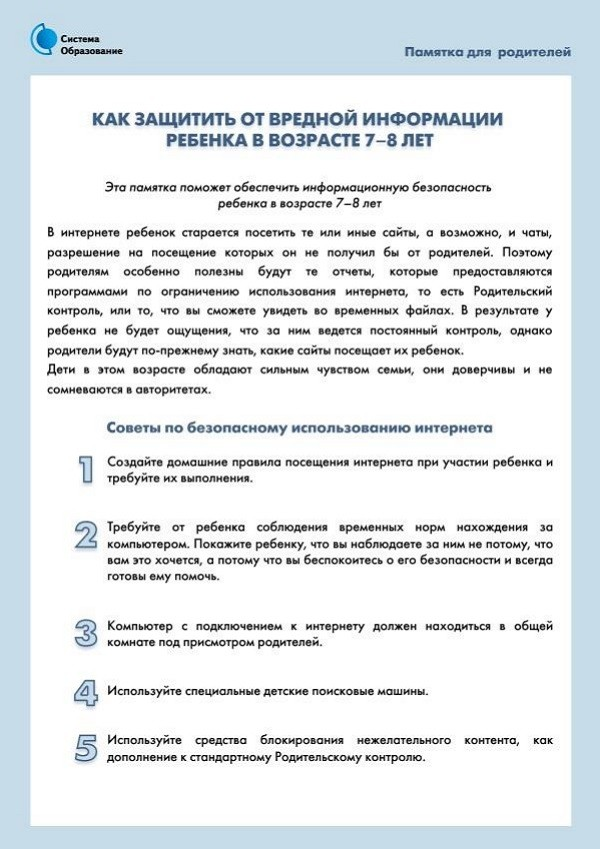 Система
Образование
Памятка для родителей
КАК ЗАЩИТИТЬ ОТ ВРЕДНОЙ ИНФОРМАЦИИ
РЕБЕНКА В ВОЗРАСТЕ 7–8 ЛЕТ
Эта памятка поможет обеспечить информационную безопасность
ребенка в возрасте 7–8 лет
В интернете ребенок старается посетить те или иные сайты, а возможно, и чаты,
разрешение на посещение которых он не получил бы от родителей. Поэтому
родителям особенно полезны будут те отчеты, которые предоставляются
программами по ограничению использования интернета, то есть Родительский
контроль, или то, что вы сможете увидеть во временных файлах. В результате у
ребенка не будет ощущения, что за ним ведется постоянный контроль, однако
родители будут по-прежнему знать, какие сайты посещает их ребенок.
Дети в этом возрасте обладают сильным чувством семьи, они доверчивы и не
сомневаются в авторитетах.
Советы по безопасному использованию интернета
1 Создайте домашние правила посещения интернета при участии ребенка и
требуйте их выполнения.
2 Требуйте от ребенка соблюдения временных норм нахождения за
компьютером. Покажите ребенку, что вы наблюдаете за ним не потому, что
вам это хочется, а потому что вы беспокоитесь о его безопасности и всегда
готовы ему помочь.
3 Компьютер с подключением к интернету должен находиться в общей
комнате под присмотром родителей.
4 Используйте специальные детские поисковые машины.
5 Используйте средства блокирования нежелательного контента, как
дополнение к стандартному Родительскому контролю.